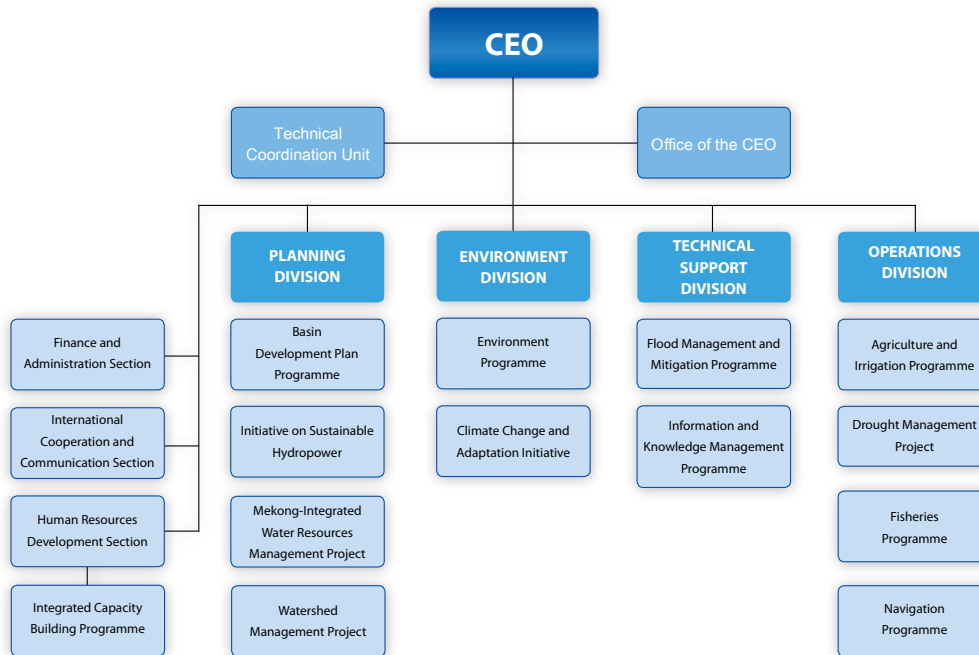 CEO
Technical
Coordination Unit
Office of the CEO
PLANNING
DIVISION
ENVIRONMENT
DIVISION
TECHNICAL
SUPPORT
DIVISION
OPERATIONS
DIVISION
Finance and
Administration Section
International
Cooperation and
Communication Section
Human Resources
Development Section
Integrated Capacity
Building Programme
Basin
Development Plan
Programme
Initiative on Sustainable
Hydropower
Mekong-Integrated
Water Resources
Management Project
Watershed
Management Project
Environment
Programme
Climate Change and
Adaptation Initiative
Flood Management and
Mitigation Programme
Information and
Knowledge Management
Programme
Agriculture and
Irrigation Programme
Drought Management
Project
Fisheries
Programme
Navigation
Programme